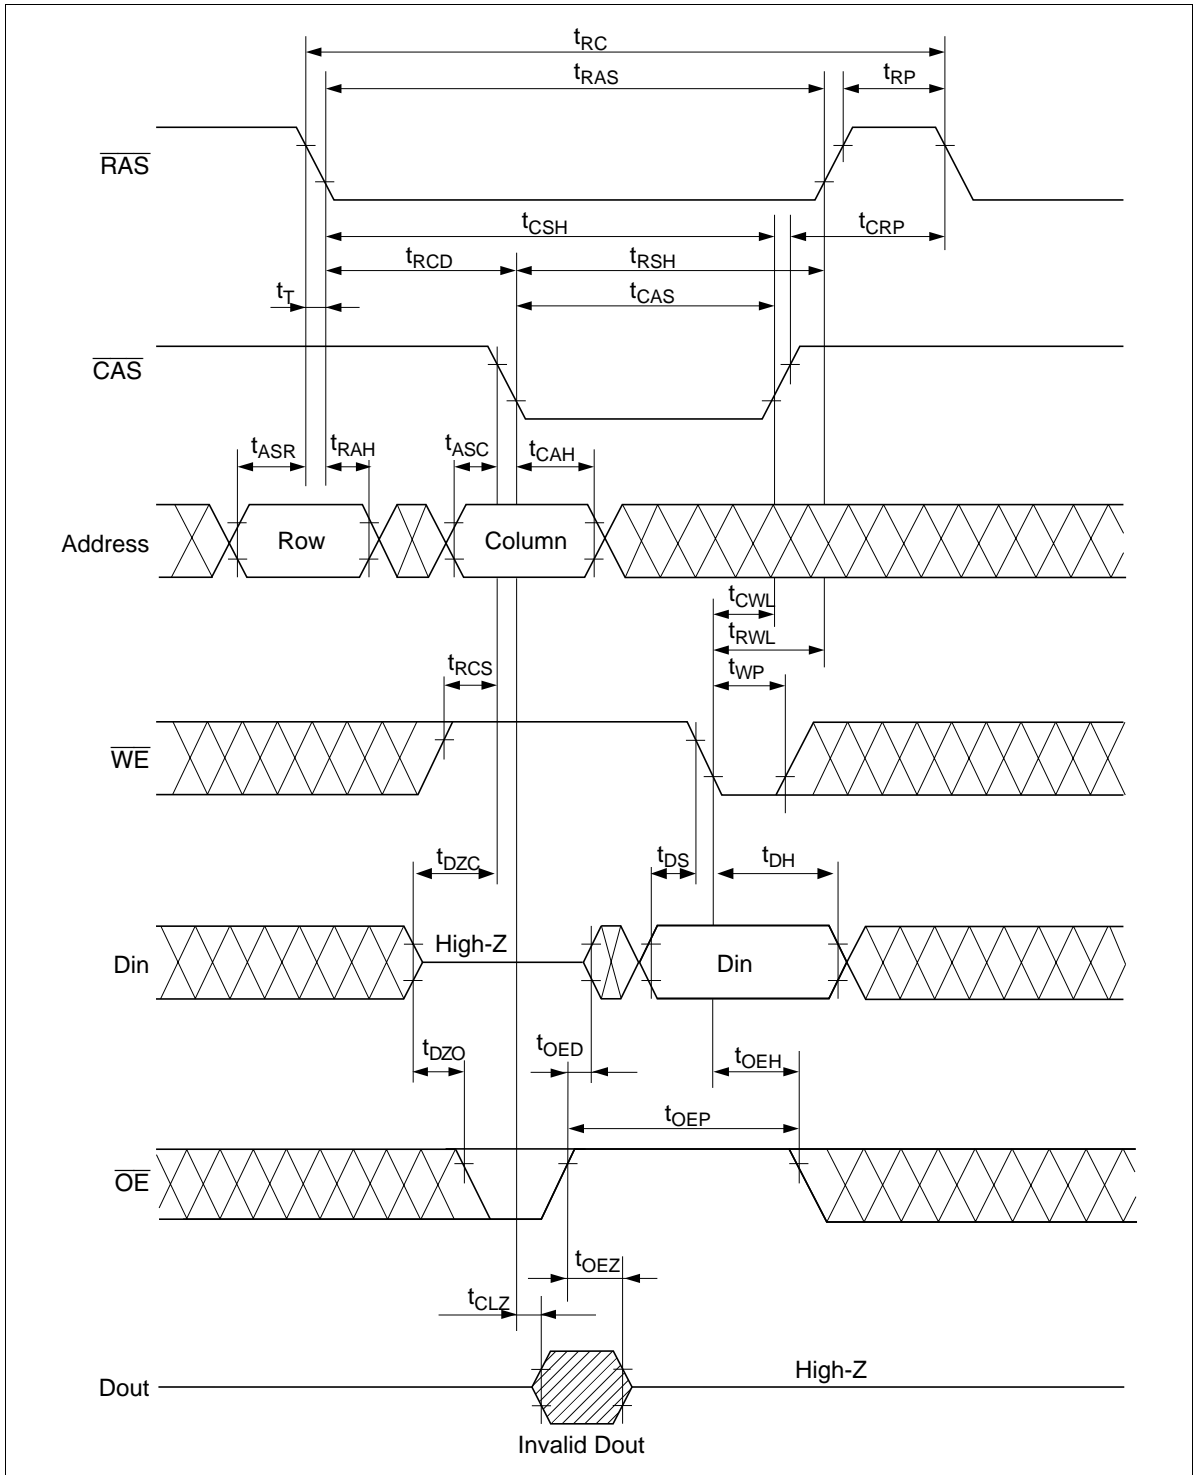 tRC
tRAS
tRP
RAS
tCSH
tCRP
tRCD
tRSH
tT
tCAS
CAS
tASR
tRAH
tASC
tCAH
Address
Row
Column
tCWL
tRWL
tRCS
tWP
WE
tDZC
tDS
tDH
High-Z
Din
Din
tDZO
tOED
tOEH
tOEP
OE
tOEZ
tCLZ
High-Z
Dout
Invalid Dout